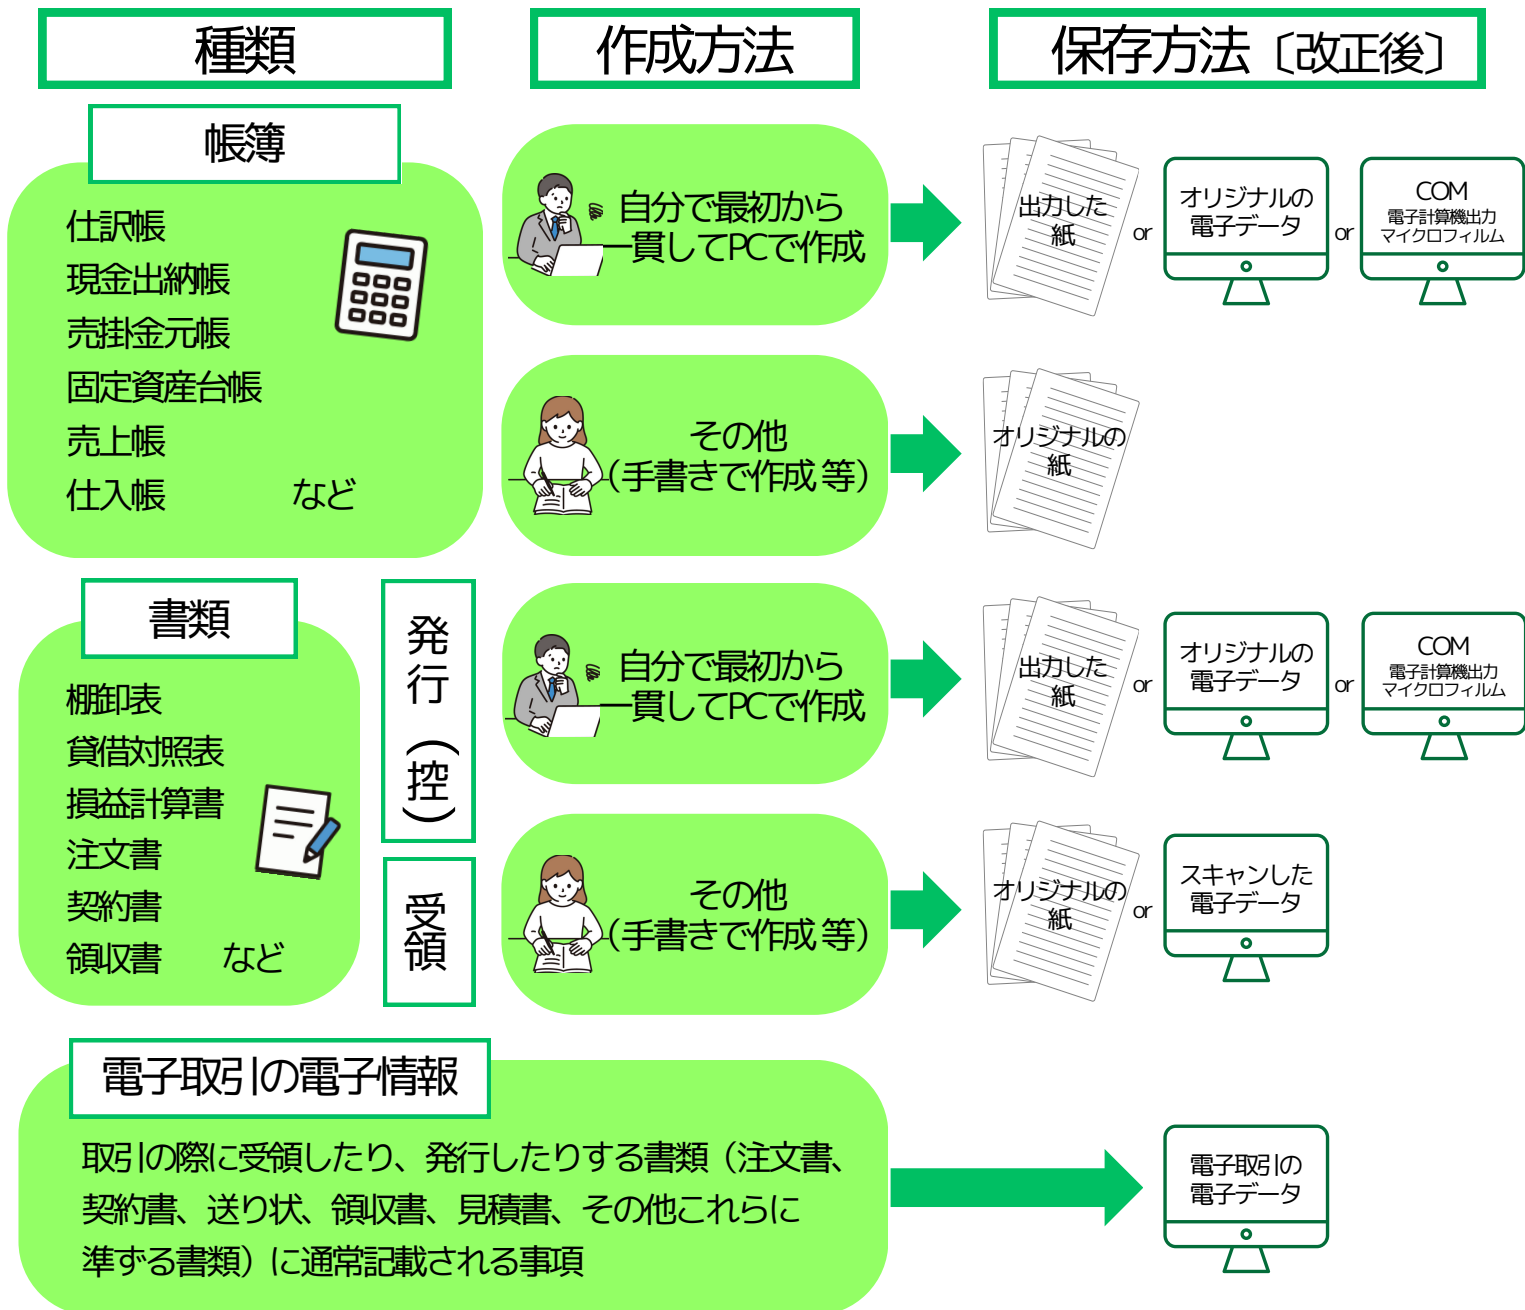 種類
作成方法
保存方法〔改正後〕
帳簿
仕訳帳
現金出納帳
売掛金元帳
固定資産台帳
売上帳
仕入帳 など
自分で最初から
一貫してPCで作成
出力した
紙
or
オリジナルの
電子データ
or
COM
電子計算機出力
マイクロフィルム
その他
（手書きで作成 等）
オリジナルの
紙
書類
棚卸表
貸借対照表
損益計算書
注文書
契約書
領収書 など
発行（控）
受領
自分で最初から
一貫してPCで作成
出力した
紙
or
オリジナルの
電子データ
or
COM
電子計算機出力
マイクロフィルム
その他
（手書きで作成 等）
オリジナルの
紙
or
スキャンした
電子データ
電子取引の電子情報
取引の際に受領したり、発行したりする書類（注文書、
契約書、送り状、領収書、見積書、その他これらに
準ずる書類）に通常記載される事項
電子取引の
電子データ